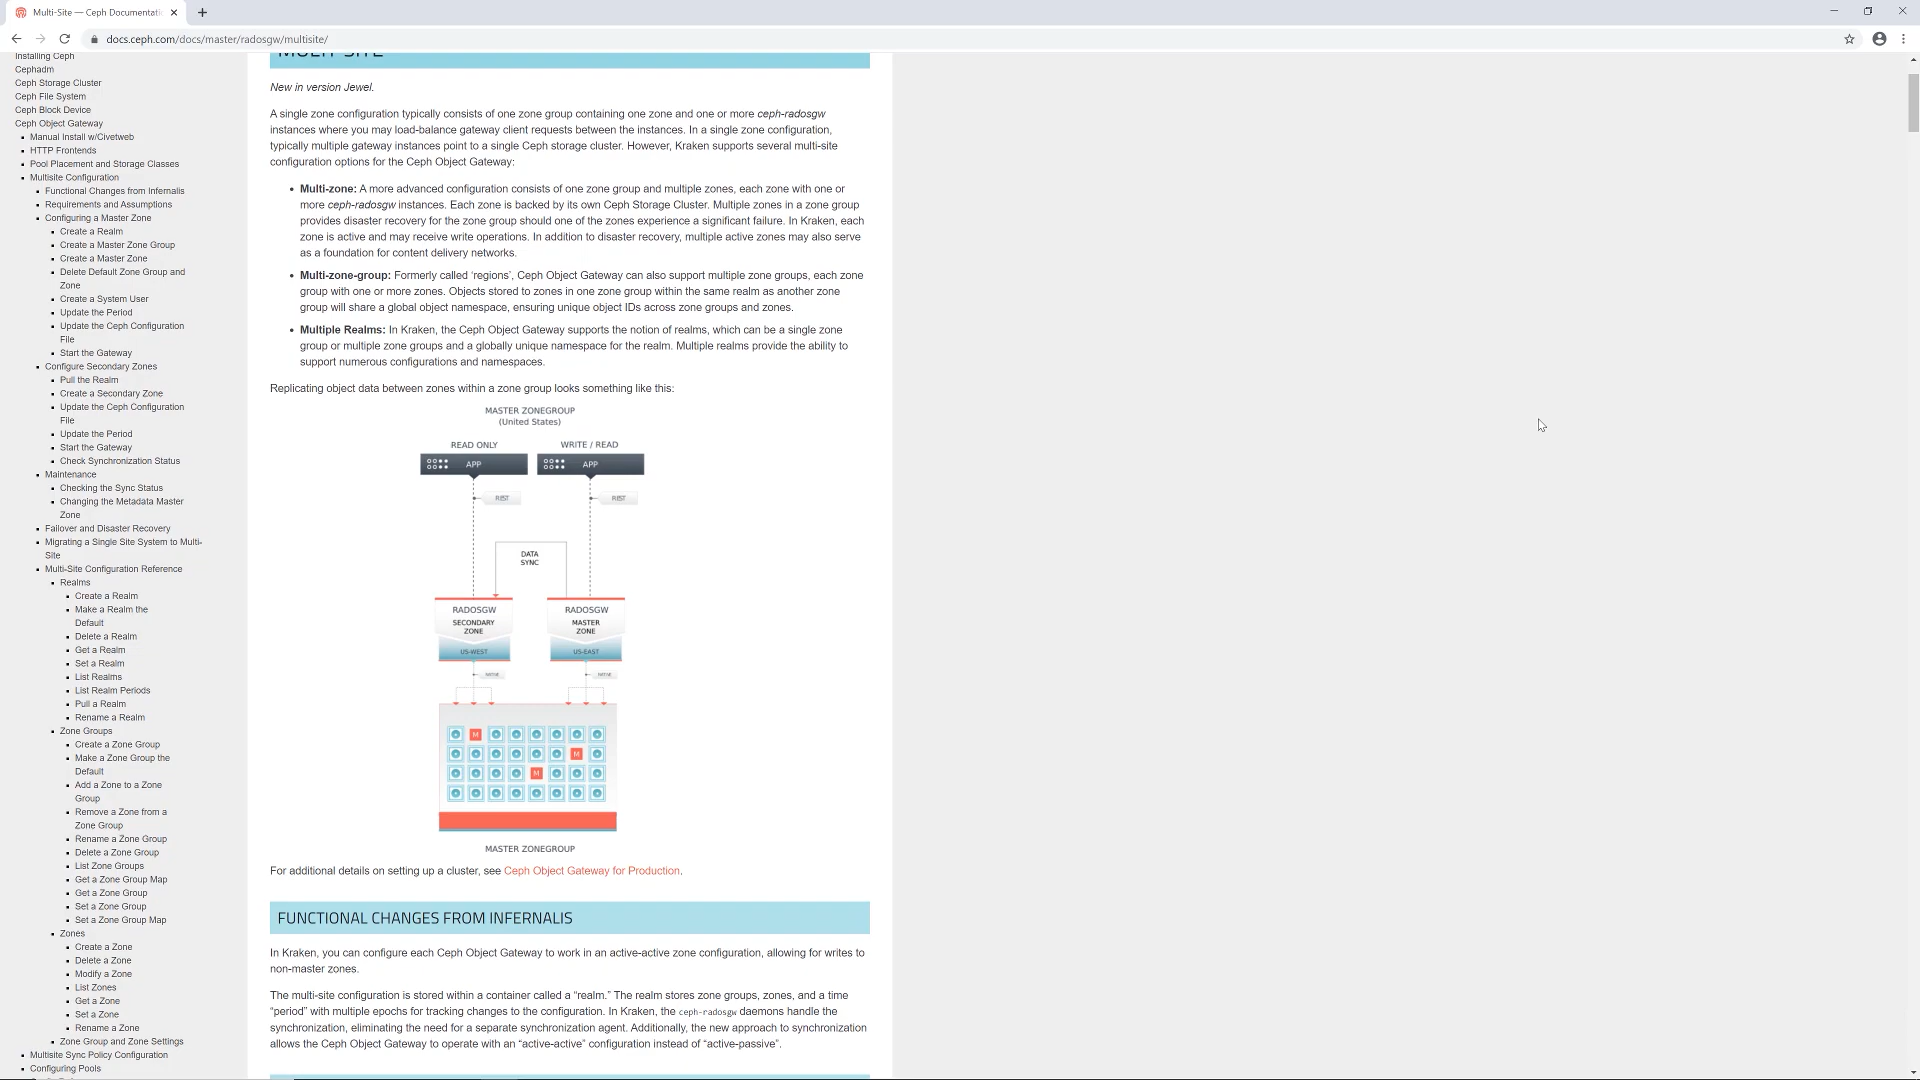 Multi-Site — Ceph Documentati
docs.ceph.com/docs/master/radosgw/multisite/
Installing Ceph
Cephadm
Ceph Storage Cluster
Ceph File System
Ceph Block Device
Ceph Object Gateway
Manual Install w/Civetweb
HTTP Frontends
Pool Placement and Storage Classes
Multisite Configuration
Functional Changes from Infernalis
Requirements and Assumptions
Configuring a Master Zone
Create a Realm
Create a Master Zone Group
Create a Master Zone
Delete Default Zone Group and
Zone
Create a System User
Update the Period
Update the Ceph Configuration
File
Start the Gateway
Configure Secondary Zones
Pull the Realm
Create a Secondary Zone
Update the Ceph Configuration
File
Update the Period
Start the Gateway
Check Synchronization Status
Maintenance
Checking the Sync Status
Changing the Metadata Master
Zone
Failover and Disaster Recovery
Migrating a Single Site System to Multi-
Site
Multi-Site Configuration Reference
Realms
Create a Realm
Make a Realm the
Default
Delete a Realm
Get a Realm
Set a Realm
List Realms
List Realm Periods
Pull a Realm
Rename a Realm
Zone Groups
Create a Zone Group
Make a Zone Group the
Default
Add a Zone to a Zone
Group
Remove a Zone from a
Zone Group
Rename a Zone Group
Delete a Zone Group
List Zone Groups
Get a Zone Group Map
Get a Zone Group
Set a Zone Group
Set a Zone Group Map
Zones
Create a Zone
Delete a Zone
Modify a Zone
List Zones
Get a Zone
Set a Zone
Rename a Zone
Zone Group and Zone Settings
Multisite Sync Policy Configuration
Configuring Pools
MULTI-SITE
New in version Jewel.
A single zone configuration typically consists of one zone group containing one zone and one or more ceph-radosgw
instances where you may load-balance gateway client requests between the instances. In a single zone configuration,
typically multiple gateway instances point to a single Ceph storage cluster. However, Kraken supports several multi-site
configuration options for the Ceph Object Gateway:
Multi-zone: A more advanced configuration consists of one zone group and multiple zones, each zone with one or
more ceph-radosgw instances. Each zone is backed by its own Ceph Storage Cluster. Multiple zones in a zone group
provides disaster recovery for the zone group should one of the zones experience a significant failure. In Kraken, each
zone is active and may receive write operations. In addition to disaster recovery, multiple active zones may also serve
as a foundation for content delivery networks.
Multi-zone-group: Formerly called ‘regions’, Ceph Object Gateway can also support multiple zone groups, each zone
group with one or more zones. Objects stored to zones in one zone group within the same realm as another zone
group will share a global object namespace, ensuring unique object IDs across zone groups and zones.
Multiple Realms: In Kraken, the Ceph Object Gateway supports the notion of realms, which can be a single zone
group or multiple zone groups and a globally unique namespace for the realm. Multiple realms provide the ability to
support numerous configurations and namespaces.
Replicating object data between zones within a zone group looks something like this:
MASTER ZONEGROUP
(United States)
READ ONLY WRITE / READ
APP APP
REST REST
DATA
SYNC
RADOSGW RADOSGW
SECONDARY MASTER
ZONE ZONE
US-WEST US-EAST
NATIVE NATIVE
M
M
M
MASTER ZONEGROUP
For additional details on setting up a cluster, see Ceph Object Gateway for Production.
FUNCTIONAL CHANGES FROM INFERNALIS
In Kraken, you can configure each Ceph Object Gateway to work in an active-active zone configuration, allowing for writes to
non-master zones.
The multi-site configuration is stored within a container called a “realm.” The realm stores zone groups, zones, and a time
“period” with multiple epochs for tracking changes to the configuration. In Kraken, the ceph-radosgw daemons handle the
synchronization, eliminating the need for a separate synchronization agent. Additionally, the new approach to synchronization
allows the Ceph Object Gateway to operate with an “active-active” configuration instead of “active-passive”.